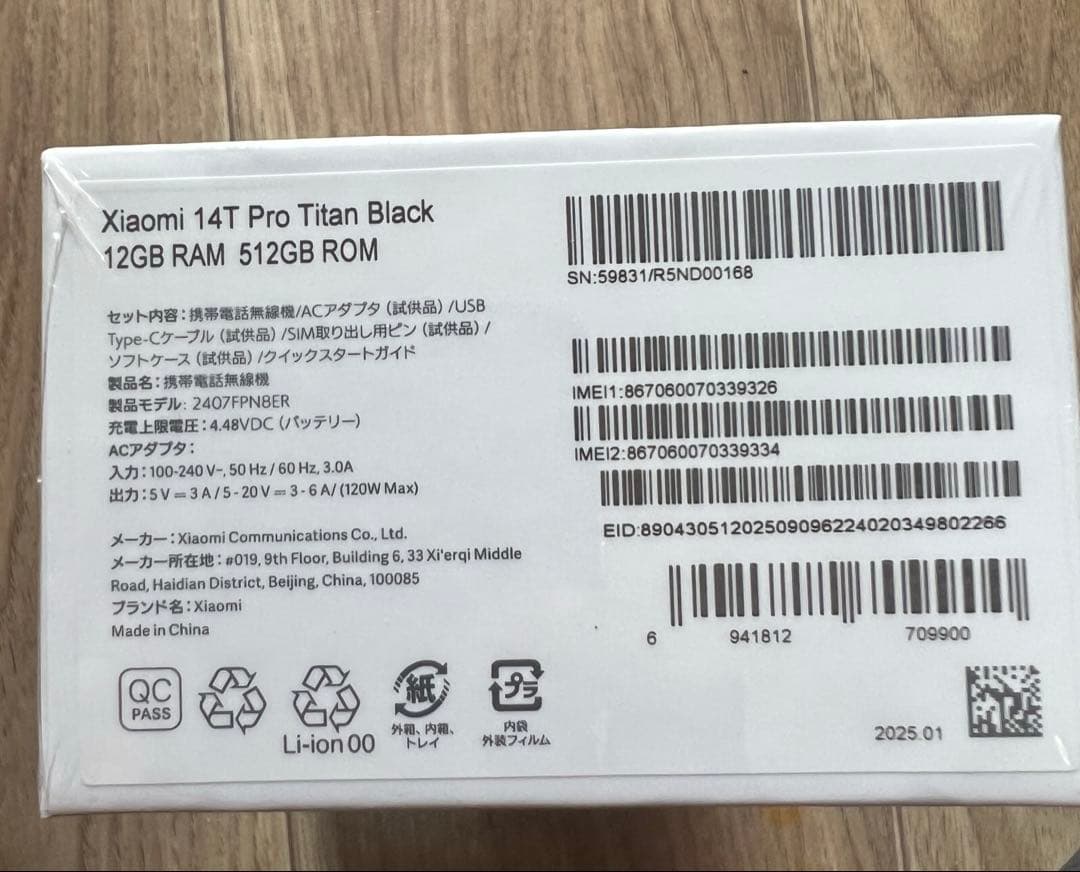 Xiaomi 14T Pro Titan Black
12GB RAM 512GB ROM
セット内容：携帯電話無線機/ACアダプタ（試供品）/USB
Type-Cケーブル（試供品）/SIM取り出し用ピン（試供品）/
ソフトケース（試供品）/クイックスタートガイド
製品名：携帯電話無線機
製品モデル: 2407FPN8ER
充電上限電圧：4.48VDC（バッテリー）
ACアダプタ：
入力：100-240 V~, 50 Hz / 60 Hz, 3.0A
出力：5 V ⎓ 3 A / 5 - 20 V ⎓ 3 - 6 A/ (120W Max)
メーカー：Xiaomi Communications Co., Ltd.
メーカー所在地：#019, 9th Floor, Building 6, 33 Xi'erqi Middle
Road, Haidian District, Beijing, China, 100085
ブランド名：Xiaomi
Made in China
QC
PASS
Li-ion 00
紙
外箱、内箱、
トレイ
プラ
内袋
外装フィルム
SN:59831/R5ND00168
IMEI1:867060070339326
IMEI2:867060070339334
EID:89043051202509096224020349802266
6 941812 709900
2025.01